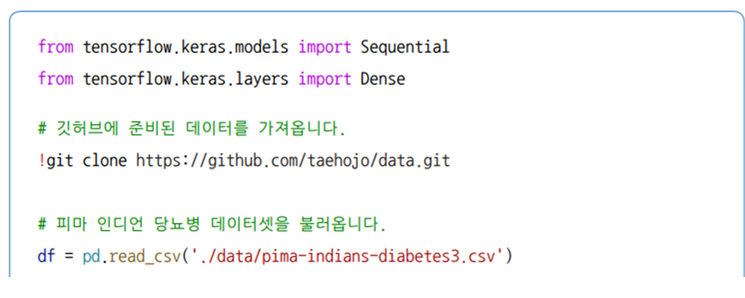 from tensorflow.keras.models import Sequential
from tensorflow.keras.layers import Dense
# 깃허브에 준비된 데이터를 가져옵니다.
!git clone https://github.com/taehojo/data.git
# 피마 인디언 당뇨병 데이터셋을 불러옵니다.
df = pd.read_csv('./data/pima-indians-diabetes3.csv')